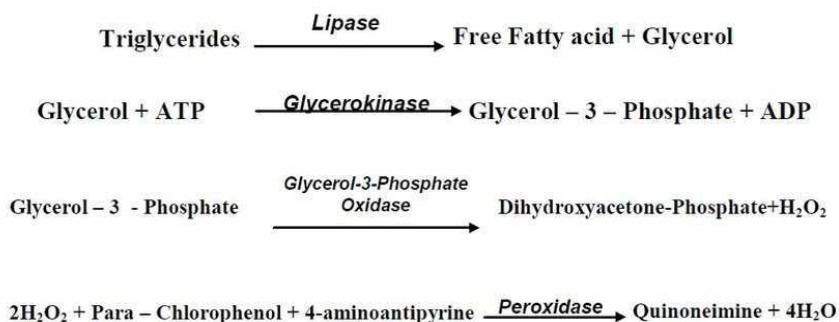 Triglycerides Lipase Free Fatty acid + Glycerol
Glycerol + ATP Glycerokinase Glycerol – 3 – Phosphate + ADP
Glycerol-3-Phosphate
Oxidase
Glycerol – 3 - Phosphate Dihydroxyacetone-Phosphate+H₂O₂
2H₂O₂ + Para – Chlorophenol + 4-aminoantipyrine Peroxidase Quinoneimine + 4H₂O